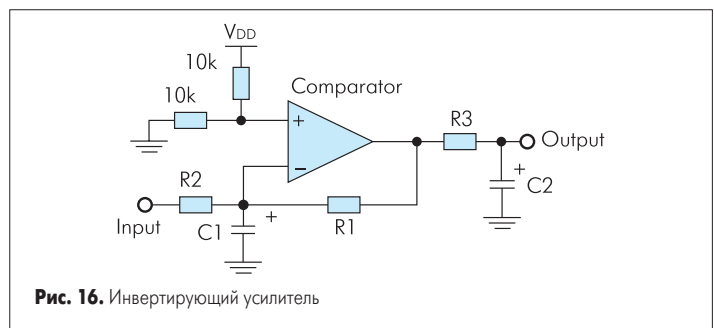 VDD
10k
10k
Comparator
+
−
R3
Output
+
C2
R2
Input
C1
+
R1
Рис. 16. Инвертирующий усилитель